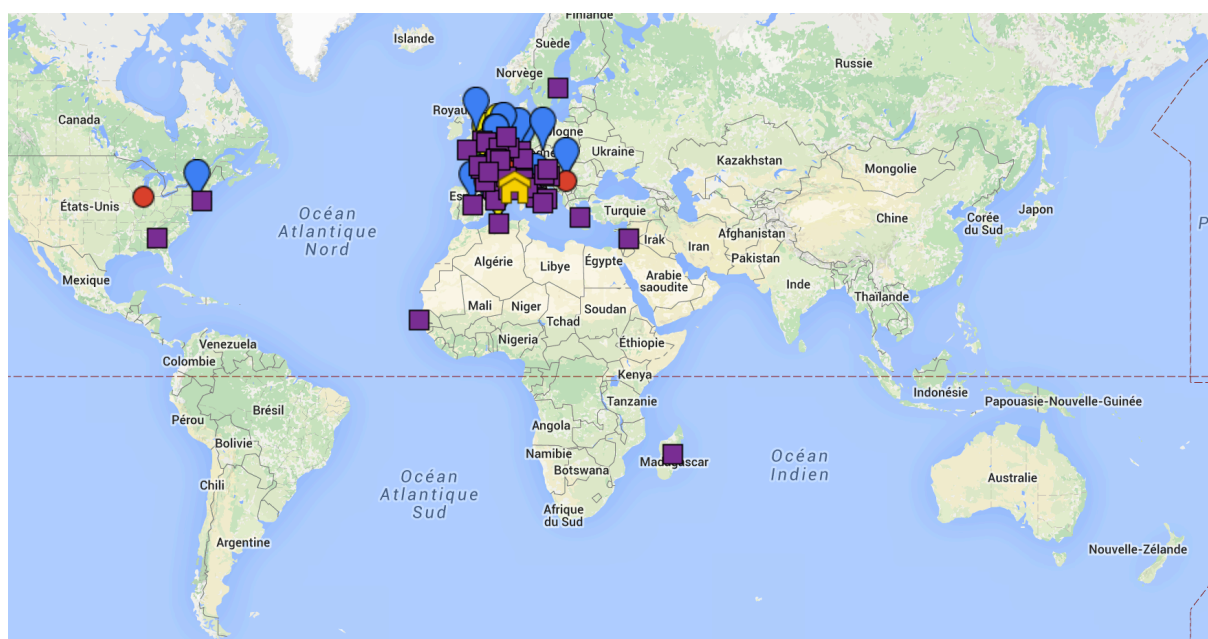 Finlande
Islande
Suède
Norvège
Russie
Royau
Canada
ologne
Ukraine
Kazakhstan
Mongolie
États-Unis
Océan
Atlantique
Nord
Es
Turquie
Chine
Corée
du Sud
Japon
Afghanistan
Irak
Iran
Pakistan
Algérie
Libye
Égypte
Arabie
saoudite
Mexique
Inde
Thaïlande
Mali
Niger
Soudan
Tchad
Nigeria
Éthiopie
Venezuela
Colombie
Kenya
Indonésie
Papouasie-Nouvelle-Guinée
Tanzanie
Brésil
Pérou
Angola
Bolivie
Namibie
Botswana
Madagascar
Océan
Indien
Océan
Atlantique
Sud
Chili
Australie
Afrique
du Sud
Argentine
Nouvelle-Zélande